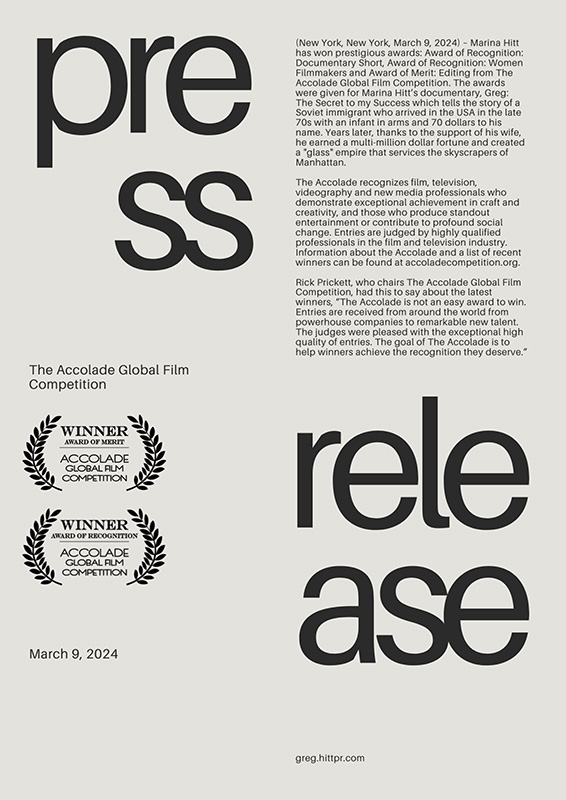 pre
ss
(New York, New York, March 9, 2024) – Marina Hitt
has won prestigious awards: Award of Recognition:
Documentary Short, Award of Recognition: Women
Filmmakers and Award of Merit: Editing from The
Accolade Global Film Competition. The awards
were given for Marina Hitt's documentary, Greg:
The Secret to my Success which tells the story of a
Soviet immigrant who arrived in the USA in the late
70s with an infant in arms and 70 dollars to his
name. Years later, thanks to the support of his wife,
he earned a multi-million dollar fortune and created
a "glass" empire that services the skyscrapers of
Manhattan.
The Accolade recognizes film, television,
videography and new media professionals who
demonstrate exceptional achievement in craft and
creativity, and those who produce standout
entertainment or contribute to profound social
change. Entries are judged by highly qualified
professionals in the film and television industry.
Information about the Accolade and a list of recent
winners can be found at accoladecompetition.org.
Rick Prickett, who chairs The Accolade Global Film
Competition, had this to say about the latest
winners, “The Accolade is not an easy award to win.
Entries are received from around the world from
powerhouse companies to remarkable new talent.
The judges were pleased with the exceptional high
quality of entries. The goal of The Accolade is to
help winners achieve the recognition they deserve.”
The Accolade Global Film
Competition
WINNER
AWARD OF MERIT
ACCOLADE
GLOBAL FILM
COMPETITION
WINNER
AWARD OF RECOGNITION
ACCOLADE
GLOBAL FILM
COMPETITION
March 9, 2024
rele
ase
greg.hittpr.com